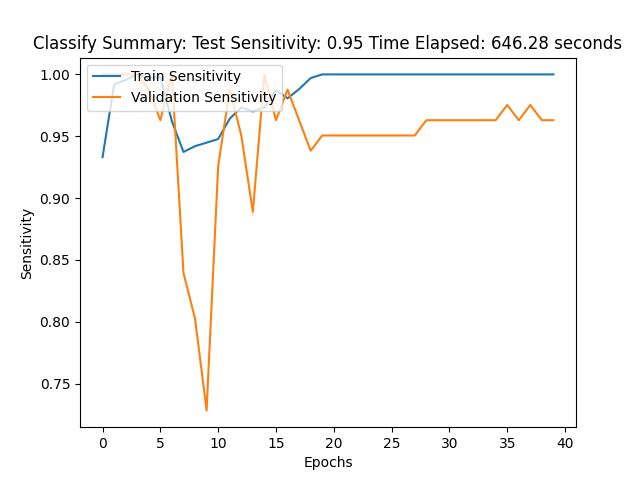 Classify Summary: Test Sensitivity: 0.95 Time Elapsed: 646.28 seconds
Train Sensitivity
Validation Sensitivity
1.00
0.95
0.90
0.85
0.80
0.75
Sensitivity
0 5 10 15 20 25 30 35 40
Epochs